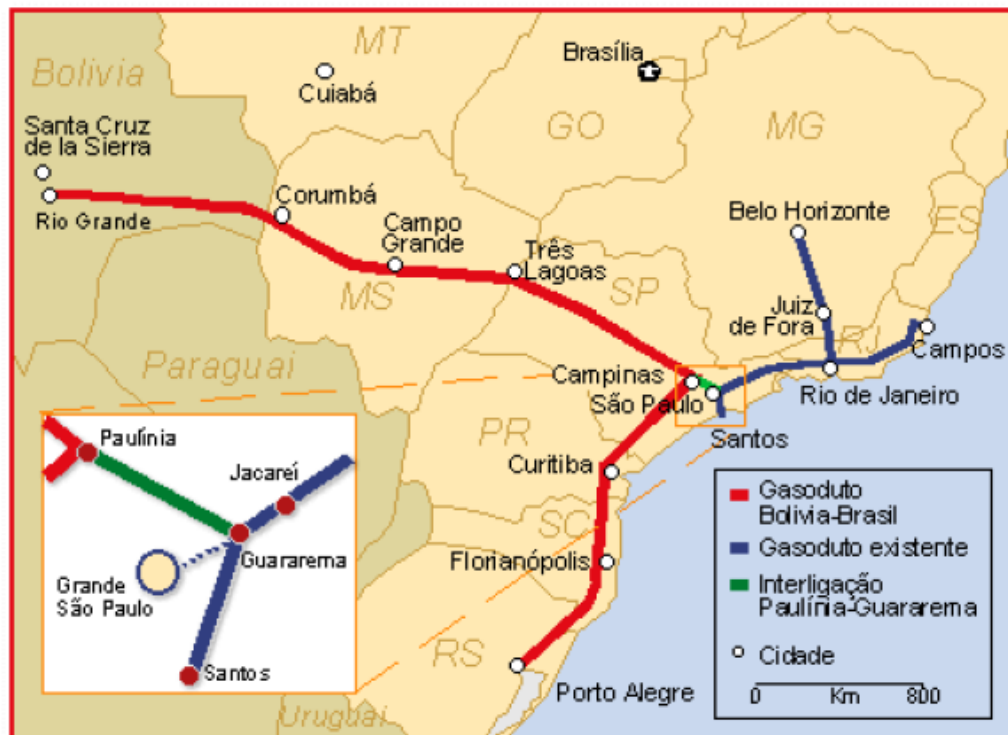 MT
Brasília
Bolivia
Cuiabá
GO
MG
Santa Cruz
de la Sierra
Rio Grande
Corumbá
Campo
Grande
Três
Lagoas
Belo Horizonte
ES
MS
SP
Juiz
de Fora
RJ
Campos
Paraguai
Campinas
São Paulo
Rio de Janeiro
Santos
PR
Curitiba
SC
Florianópolis
RS
Porto Alegre
Uruguai
Paulínia
Jacareí
Guararema
Grande
São Paulo
Santos
Gasoduto
Bolivia-Brasil
Gasoduto existente
Interligação
Paulínia-Guararema
Cidade
0 Km 800